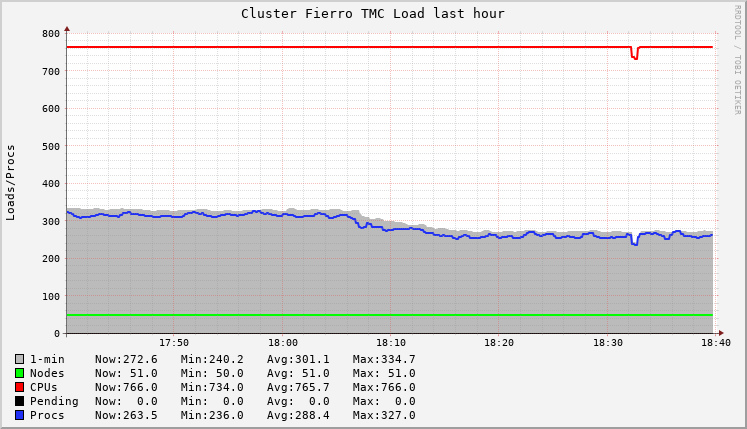 Cluster Fierro TMC Load last hour
RRDTOOL / TOBI OETIKER
Loads/Procs
800
700
600
500
400
300
200
100
0
17:50 18:00 18:10 18:20 18:30 18:40
1-min Now:272.6 Min:240.2 Avg:301.1 Max:334.7
Nodes Now: 51.0 Min: 50.0 Avg: 51.0 Max: 51.0
CPUs Now:766.0 Min:734.0 Avg:765.7 Max:766.0
Pending Now: 0.0 Min: 0.0 Avg: 0.0 Max: 0.0
Procs Now:263.5 Min:236.0 Avg:288.4 Max:327.0